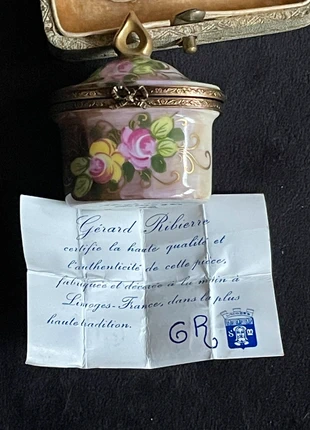 Gérard Ribierre
certifie la haute qualité et
l'authenticité de cette pièce,
fabriquée et décorée à la main à
Limoges-France, dans la plus
haute tradition.
GR
S B